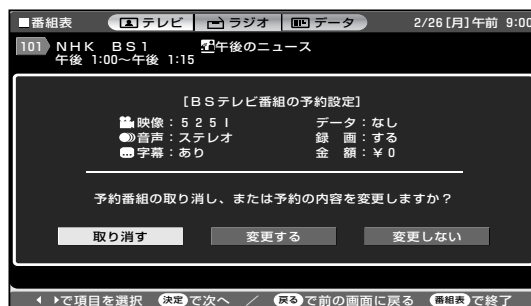 ■番組表 テレビ ラジオ データ 2/26[月]午前 9:00
101 NHK BS1 午後のニュース
午後 1:00〜午後 1:15
[BSテレビ番組の予約設定]
映像:525I データ:なし
音声:ステレオ 録 画:する
字幕:あり 金 額:¥0
予約番組の取り消し、または予約の内容を変更しますか?
取り消す 変更する 変更しない
で項目を選択 決定で次へ / 戻るで前の画面に戻る 番組表で終了